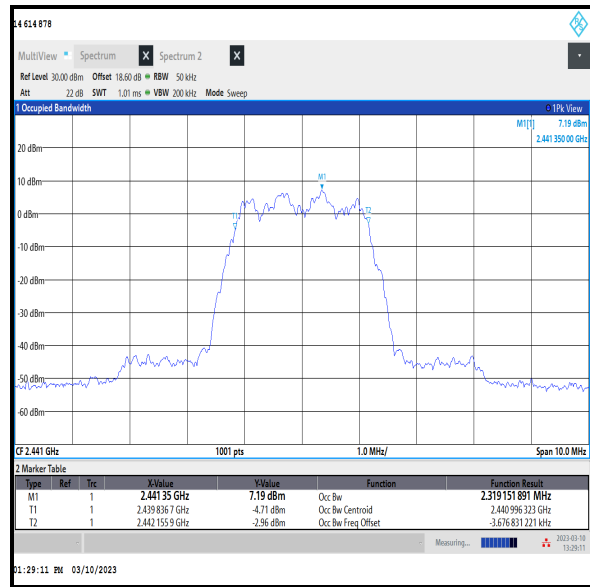 14 614 878
R S
MultiView Spectrum X Spectrum 2 X
Ref Level 30.00 dBm Offset 18.60 dB RBW 50 kHz
Att 22 dB SWT 1.01 ms VBW 200 kHz Mode Sweep
1 Occupied Bandwidth 1Pk View
M1[1] 7.19 dBm
2.441 350 00 GHz
20 dBm
10 dBm
M1
0 dBm
T1 T2
-10 dBm
-20 dBm
-30 dBm
-40 dBm
-50 dBm
-60 dBm
CF 2.441 GHz 1001 pts 1.0 MHz/ Span 10.0 MHz
2 Marker Table
Type Ref Trc X-Value Y-Value Function Function Result
M1 1 2.441 35 GHz 7.19 dBm Occ Bw 2.319 151 891 MHz
T1 1 2.439 836 7 GHz -4.71 dBm Occ Bw Centroid 2.440 996 323 GHz
T2 1 2.442 155 9 GHz -2.96 dBm Occ Bw Freq Offset -3.676 831 221 kHz
Measuring... 2023-03-10
13:29:11
01:29:11 PM 03/10/2023